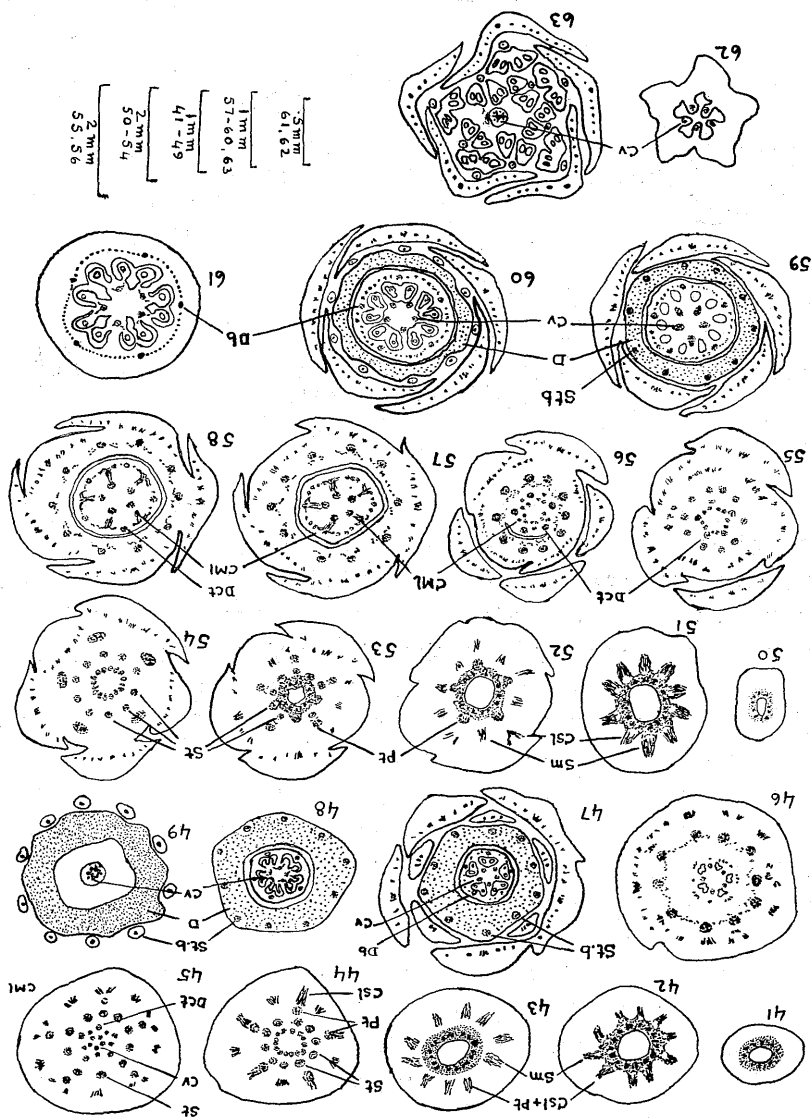 Csl+Pt Pt St St
Sm Pt Cv
Csl Dct CMl
41 42 43 44 45
St.b St.b
Db D
Cv Cv
46 47 48 49
Sm
Csl Pt St
50 51 52 53 54
Dct CML Dct
CML CMl
55 56 57 58
St.b
D Db
Cv
59 60 61
Cv
62 63
5mm
61,62
1mm
57-60,63
1mm
41-49
2mm
50-54
2mm
55,56